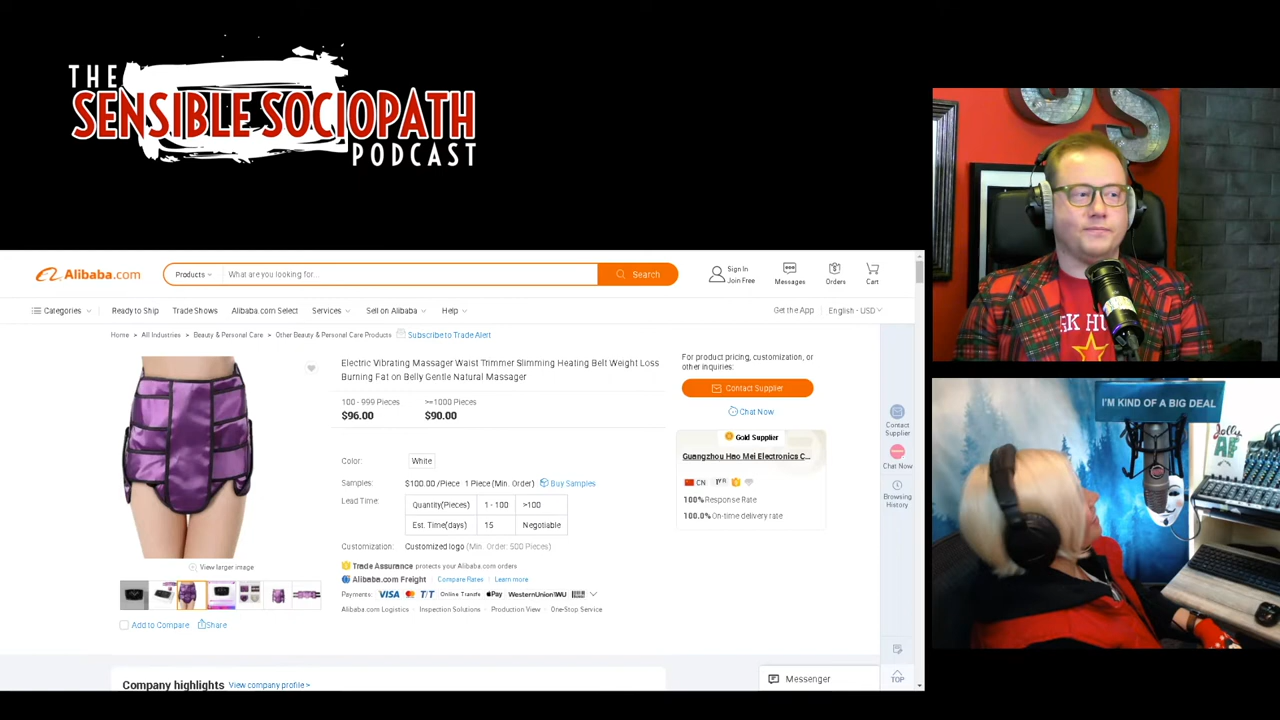 THE
SENSIBLE SOCIOPATH
PODCAST
Alibaba.com
Products
What are you looking for...
Search
Sign In
Join Free
Messages
Orders
Cart
Categories
Ready to Ship
Trade Shows
Alibaba.com Select
Services
Sell on Alibaba
Help
Get the App
English - USD
Home > All Industries > Beauty & Personal Care > Other Beauty & Personal Care Products
Subscribe to Trade Alert
Electric Vibrating Massager Waist Trimmer Slimming Heating Belt Weight Loss
Burning Fat on Belly Gentle Natural Massager
100 - 999 Pieces >=1000 Pieces
$96.00 $90.00
Color: White
Samples: $100.00/Piece 1 Piece (Min. Order) Buy Samples
Lead Time: Quantity(Pieces) 1 - 100 >100
Est. Time(days) 15 Negotiable
Customization: Customized logo (Min. Order: 500 Pieces)
Trade Assurance protects your Alibaba.com orders
Alibaba.com Freight Compare Rates Learn more
Payments: VISA T/T Online Transfe Pay WesternUnion WU
Alibaba.com Logistics Inspection Solutions Production View One-Stop Service
View larger image
Add to Compare Share
For product pricing, customization, or
other inquiries:
Contact Supplier
Chat Now
Gold Supplier
Guangzhou Hao Mei Electronics C...
CN
100% Response Rate
100.0% On-time delivery rate
Contact
Supplier
Chat Now
Browsing
History
TOP
Company highlights View company profile >
Messenger
S
I'M KIND OF A BIG DEAL
Jolly
AF